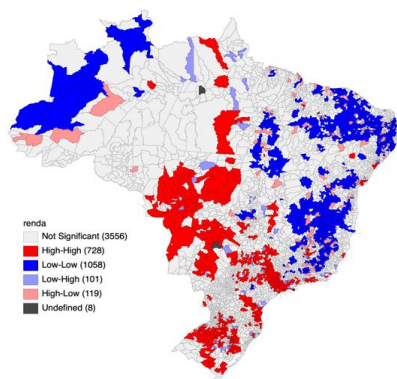 renda
Not Significant (3556)
High-High (728)
Low-Low (1058)
Low-High (101)
High-Low (119)
Undefined (8)